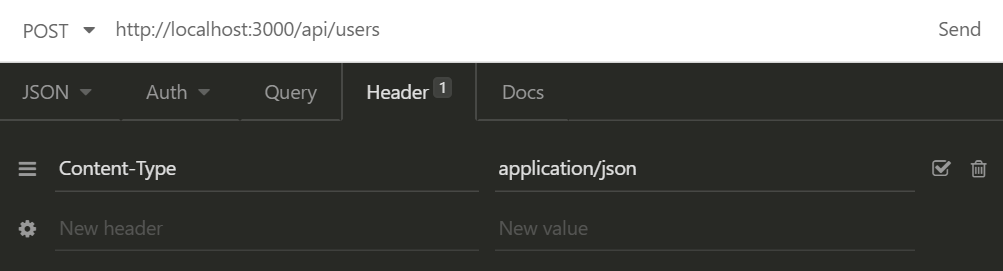 POST http://localhost:3000/api/users Send
JSON Auth Query Header 1 Docs
Content-Type application/json
New header New value